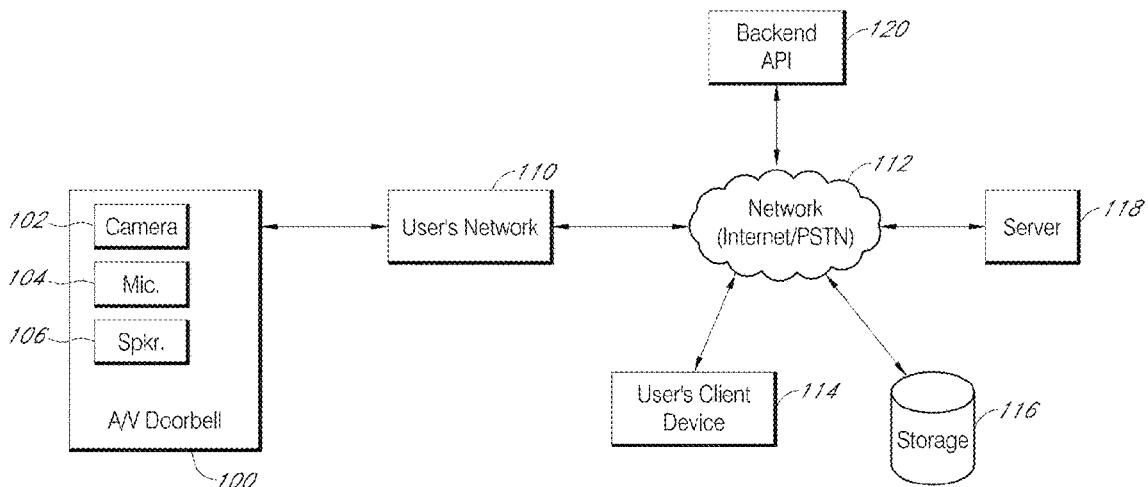 Backend
API
120
110
112
102
Camera
User's Network
Network
(Internet/PSTN)
Server
118
104
Mic.
106
Spkr.
A/V Doorbell
100
User's Client
Device
114
Storage
116